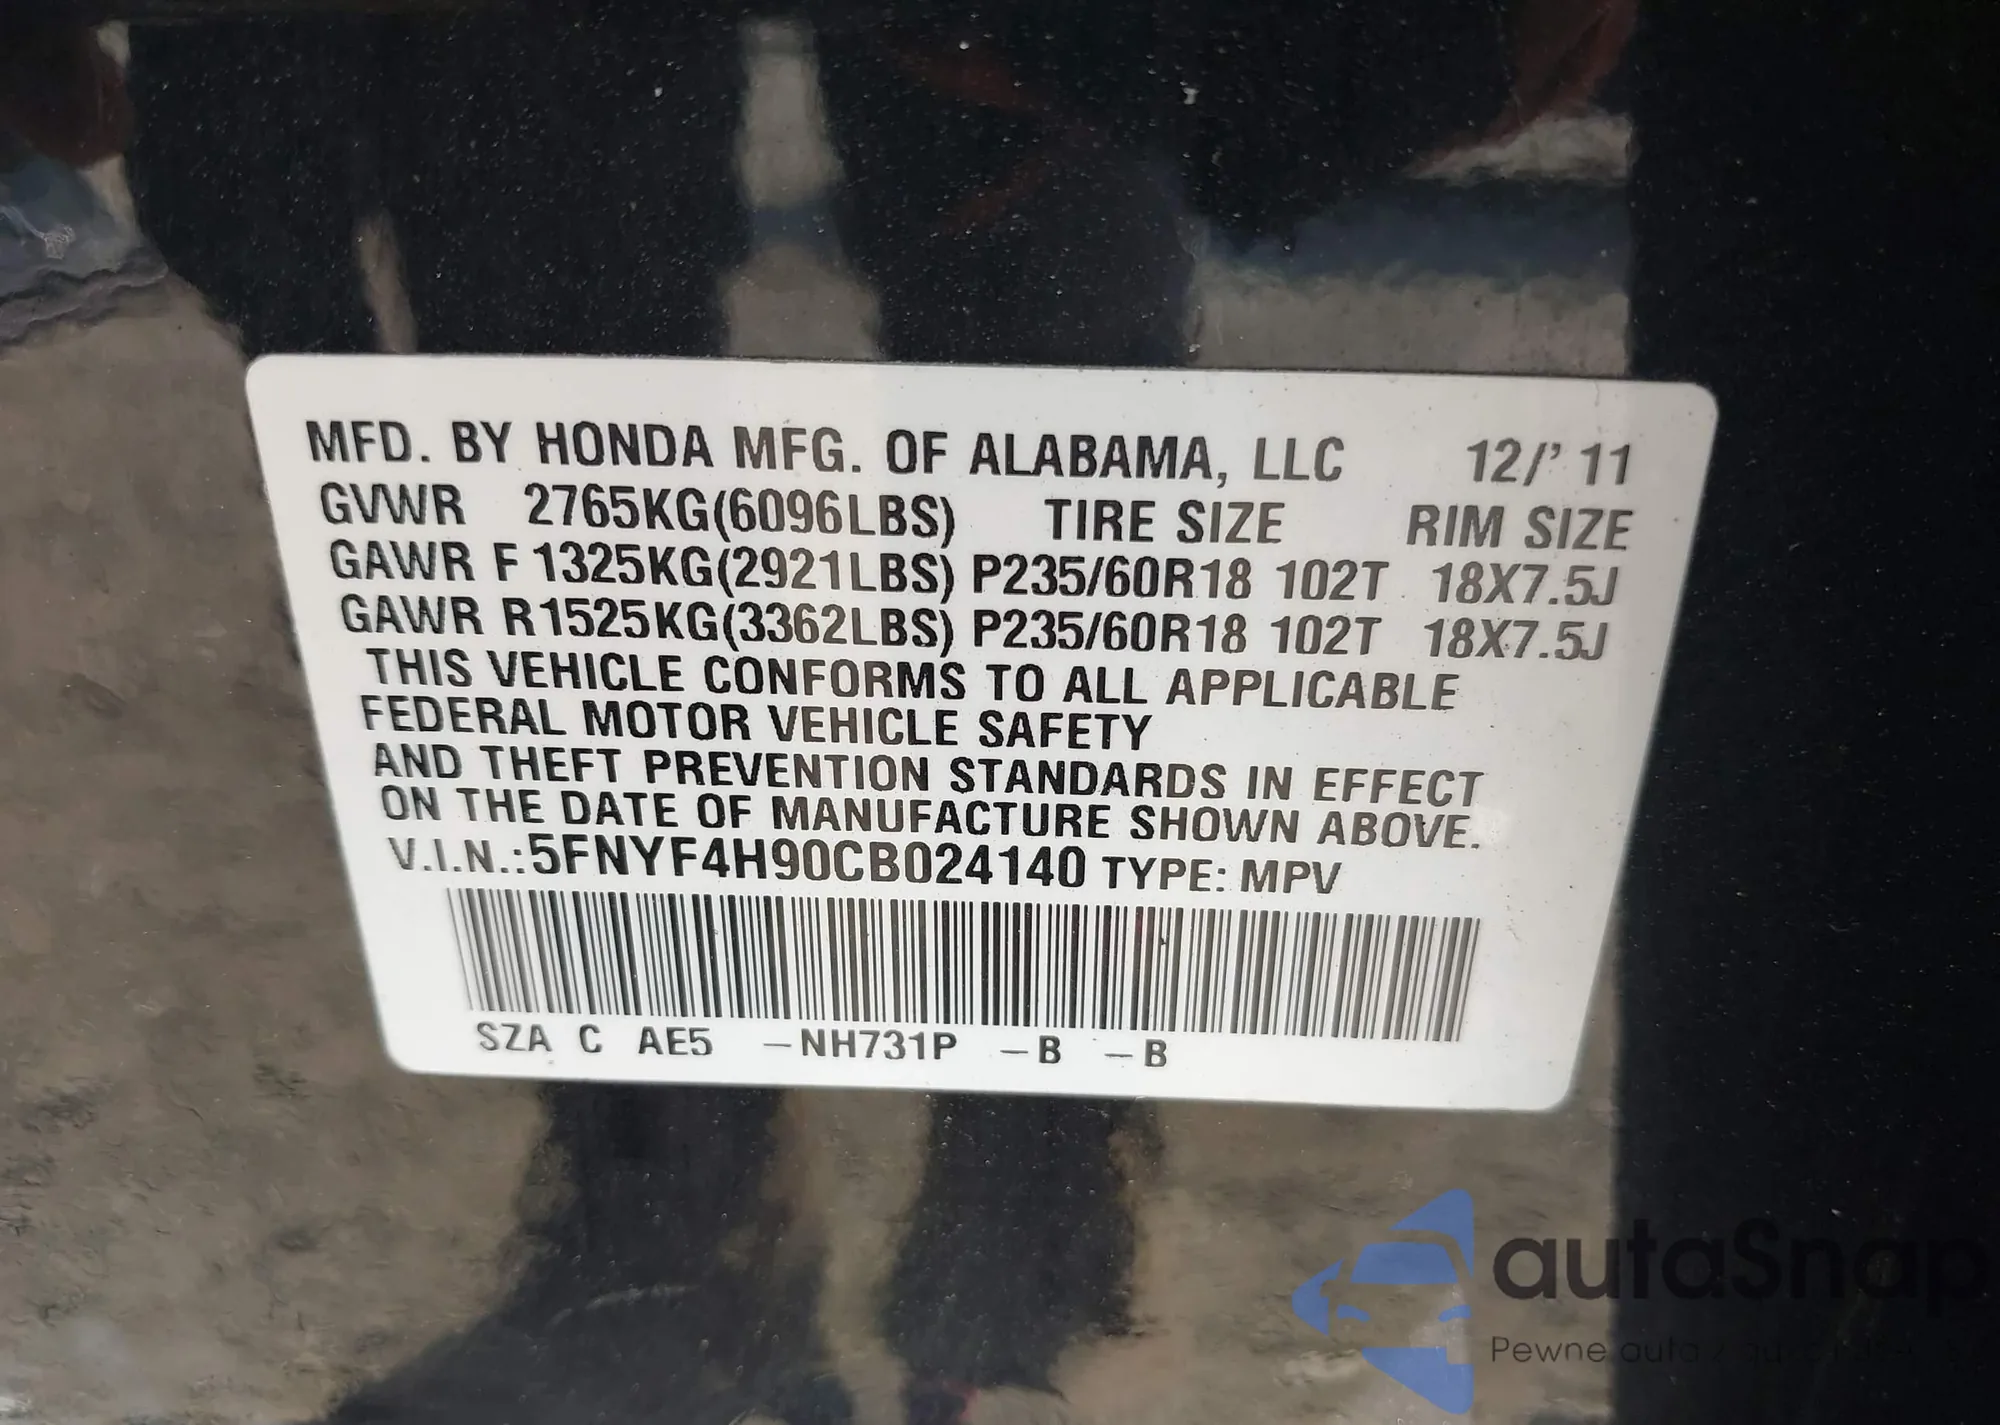 MFD. BY HONDA MFG. OF ALABAMA, LLC 12/' 11
GVWR 2765KG(6096LBS) TIRE SIZE RIM SIZE
GAWR F 1325KG(2921LBS) P235/60R18 102T 18X7.5J
GAWR R1525KG(3362LBS) P235/60R18 102T 18X7.5J
THIS VEHICLE CONFORMS TO ALL APPLICABLE
FEDERAL MOTOR VEHICLE SAFETY
AND THEFT PREVENTION STANDARDS IN EFFECT
ON THE DATE OF MANUFACTURE SHOWN ABOVE.
V.I.N.:5FNYF4H90CB024140 TYPE: MPV
SZA C AE5 -NH731P -B -B
autaSnap
Pewne auta z